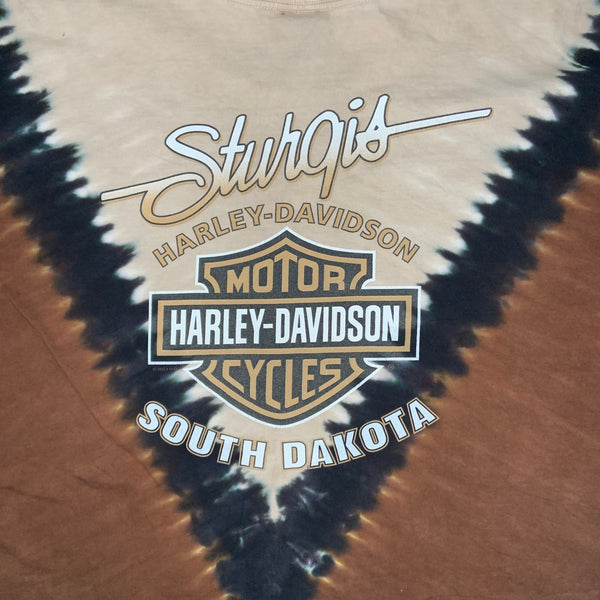 Sturgis
HARLEY-DAVIDSON
MOTOR
HARLEY-DAVIDSON
CYCLES
SOUTH DAKOTA